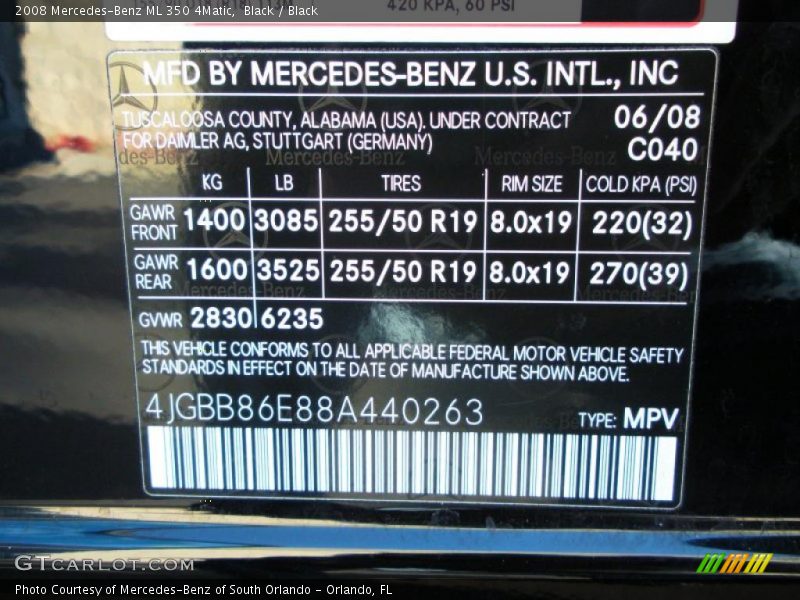 2008 Mercedes-Benz ML 350 4Matic, Black / Black
420 KPA, 60 PSI
MFD BY MERCEDES-BENZ U.S. INTL., INC
TUSCALOOSA COUNTY, ALABAMA (USA), UNDER CONTRACT 06/08
FOR DAIMLER AG, STUTTGART (GERMANY) C040
KG LB TIRES RIM SIZE COLD KPA (PSI)
GAWR FRONT 1400 3085 255/50 R19 8.0x19 220(32)
GAWR REAR 1600 3525 255/50 R19 8.0x19 270(39)
GVWR 2830 6235
THIS VEHICLE CONFORMS TO ALL APPLICABLE FEDERAL MOTOR VEHICLE SAFETY
STANDARDS IN EFFECT ON THE DATE OF MANUFACTURE SHOWN ABOVE.
4JGBB86E88A440263 TYPE: MPV
GTCARLOT.COM
Photo Courtesy of Mercedes-Benz of South Orlando - Orlando, FL